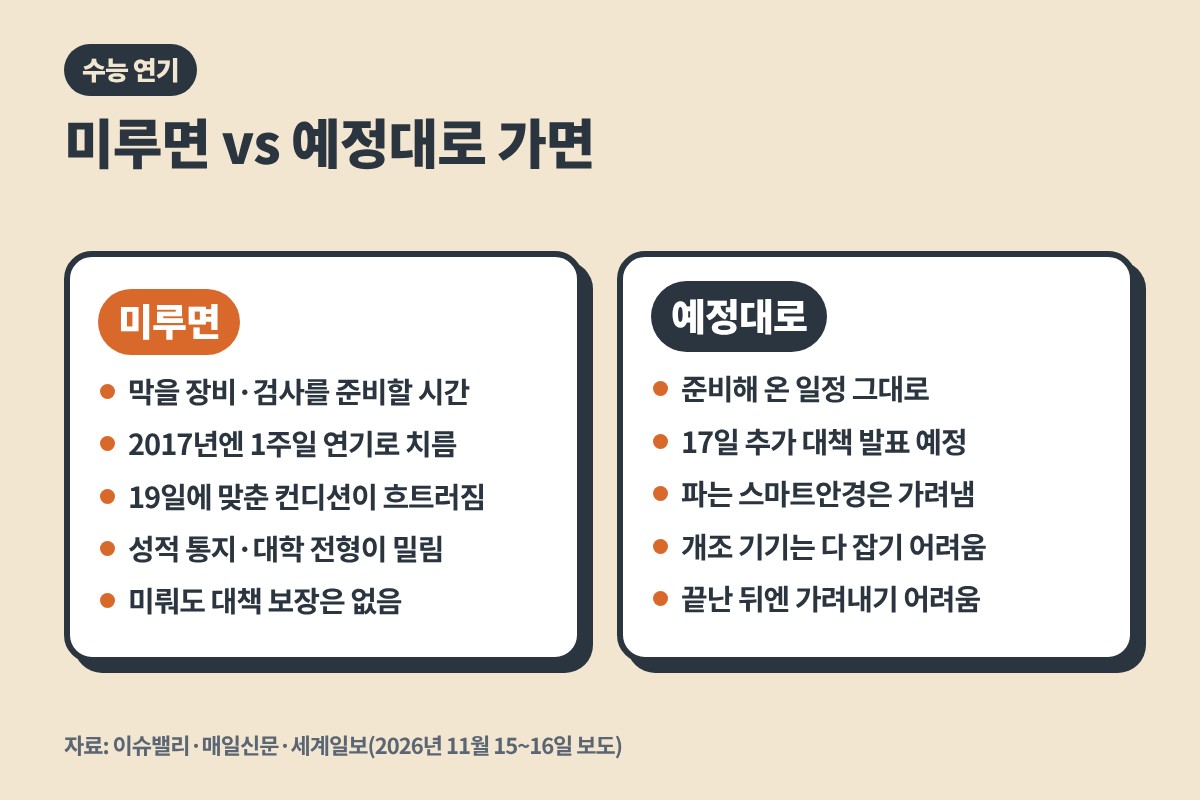 수능 연기
미루면 vs 예정대로 가면
미루면
막을 장비·검사를 준비할 시간
2017년엔 1주일 연기로 치름
19일에 맞춘 컨디션이 흐트러짐
성적 통지·대학 전형이 밀림
미뤄도 대책 보장은 없음
예정대로
준비해 온 일정 그대로
17일 추가 대책 발표 예정
파는 스마트안경은 가려냄
개조 기기는 다 잡기 어려움
끝난 뒤엔 가려내기 어려움
자료: 이슈밸리·매일신문·세계일보(2026년 11월 15~16일 보도)